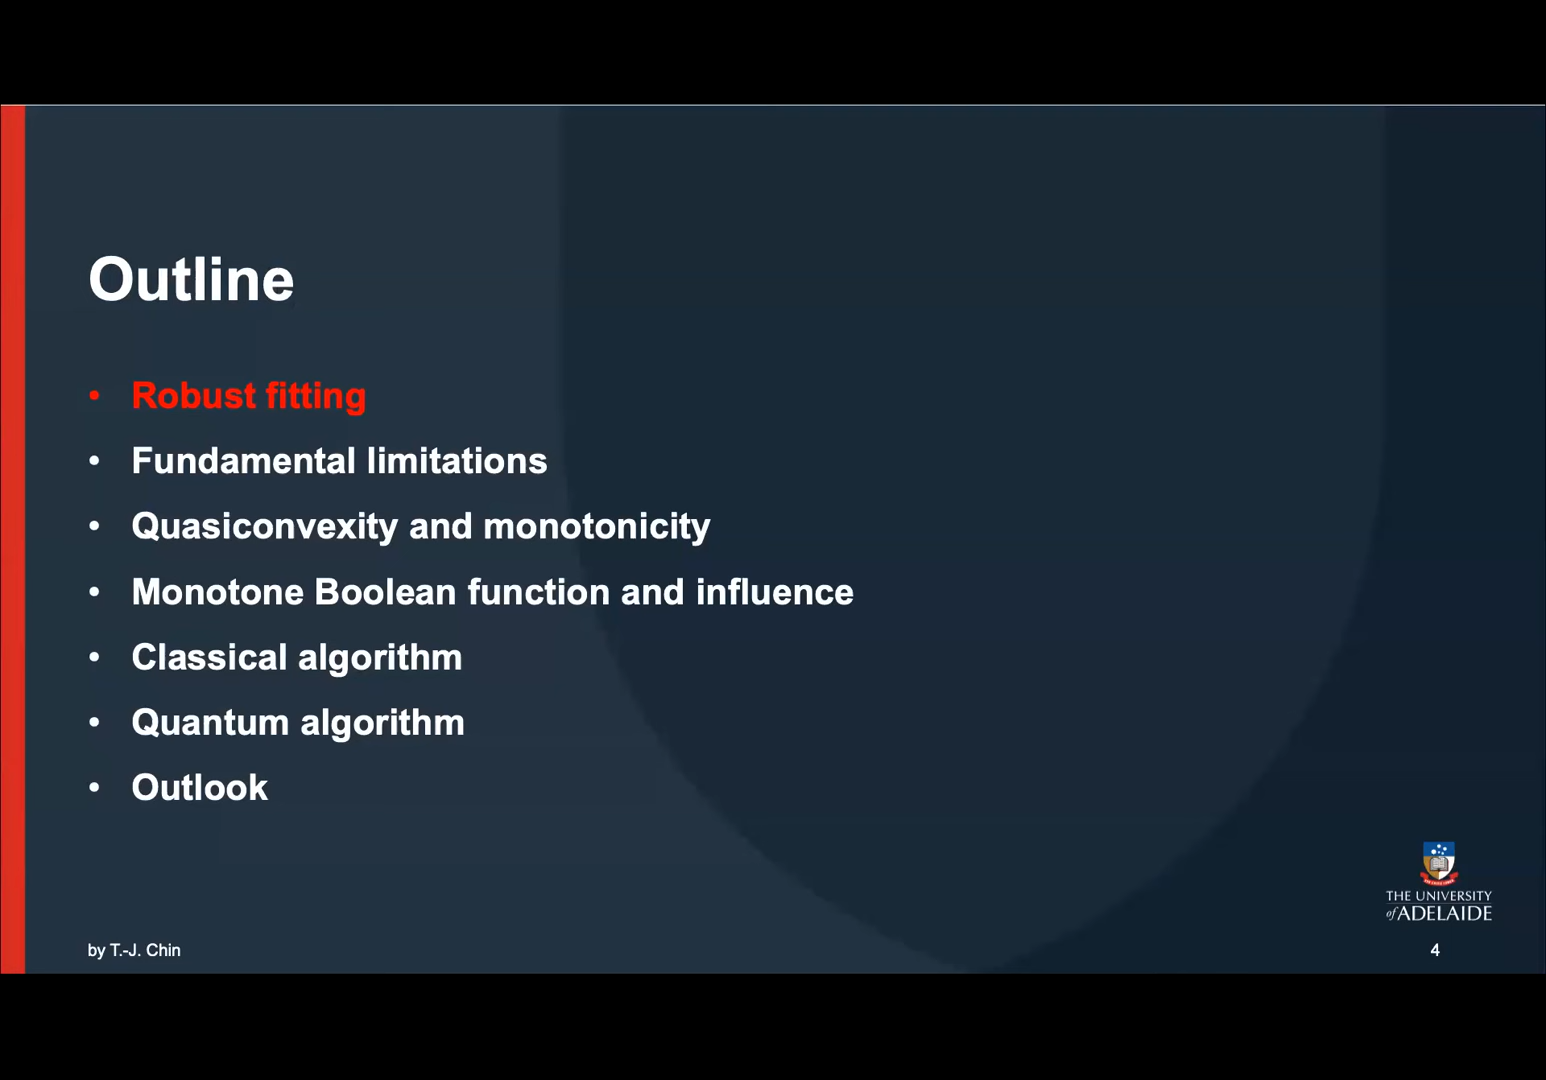 Outline
• Robust fitting
• Fundamental limitations
• Quasiconvexity and monotonicity
• Monotone Boolean function and influence
• Classical algorithm
• Quantum algorithm
• Outlook
THE UNIVERSITY
of ADELAIDE
by T.-J. Chin
4